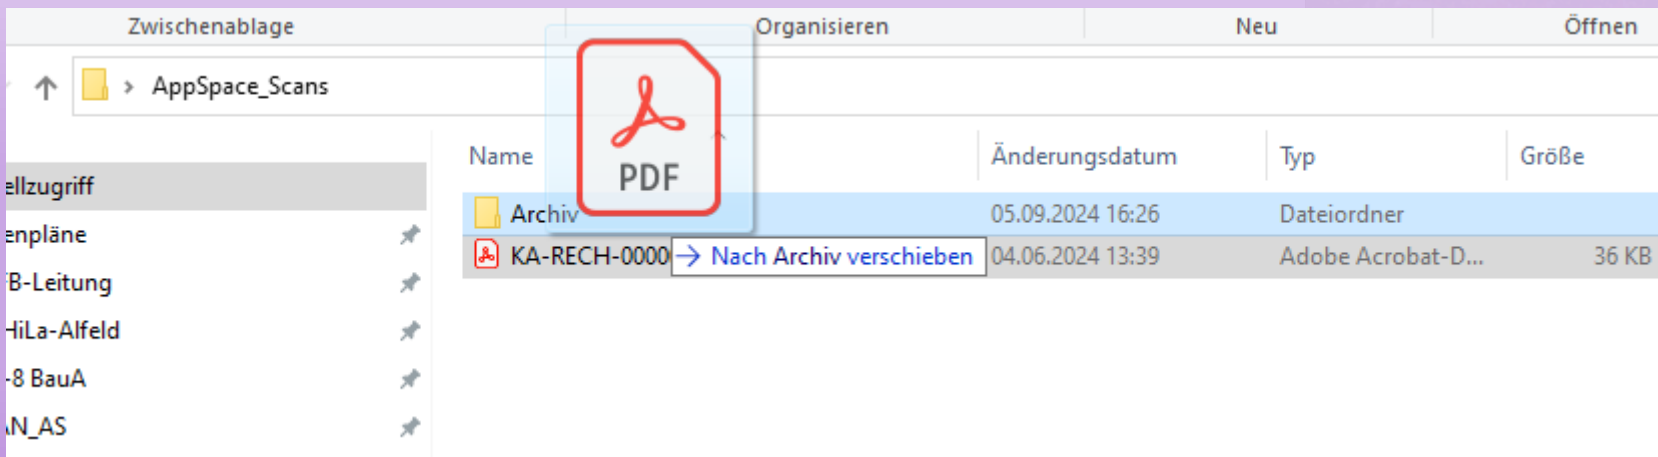 Zwischenablage Organisieren Neu Öffnen
AppSpace_Scans
PDF
Name Änderungsdatum Typ Größe
ellzugriff
Archiv 05.09.2024 16:26 Dateiordner
enpläne
KA-RECH-0000 → Nach Archiv verschieben 04.06.2024 13:39 Adobe Acrobat-D... 36 KB
B-Leitung
HiLa-Alfeld
-8 BauA
N_AS